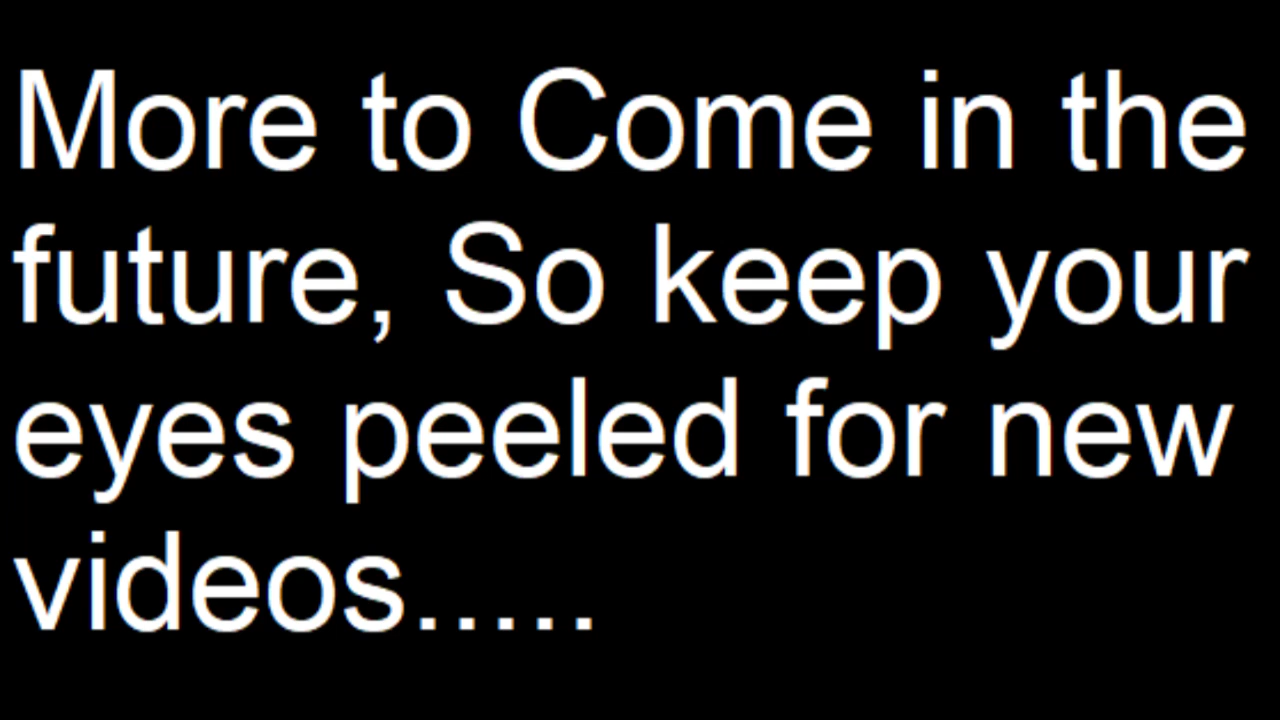 More to Come in the
future, So keep your
eyes peeled for new
videos.....